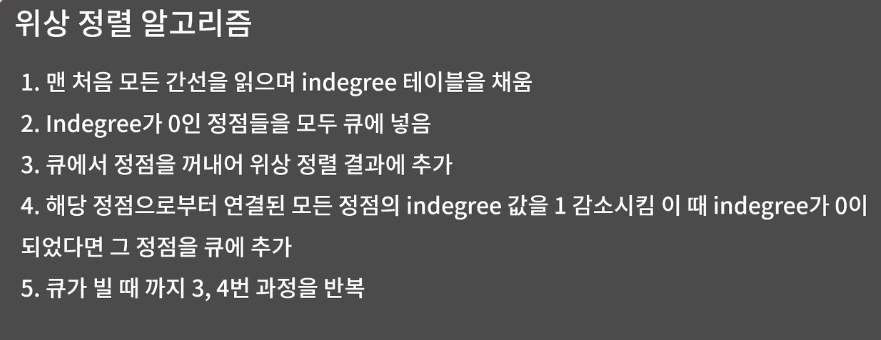 위상 정렬 알고리즘
1. 맨 처음 모든 간선을 읽으며 indegree 테이블을 채움
2. Indegree가 0인 정점들을 모두 큐에 넣음
3. 큐에서 정점을 꺼내어 위상 정렬 결과에 추가
4. 해당 정점으로부터 연결된 모든 정점의 indegree 값을 1 감소시킴 이 때 indegree가 0이
되었다면 그 정점을 큐에 추가
5. 큐가 빌 때 까지 3, 4번 과정을 반복